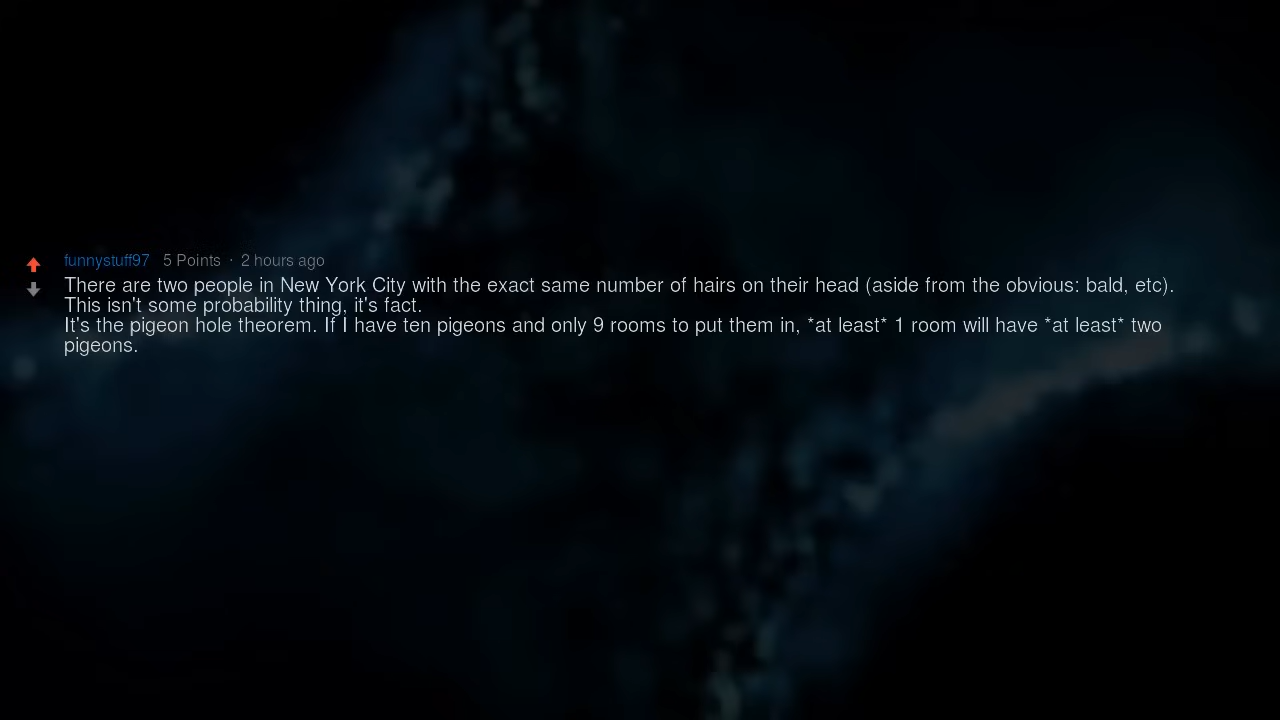 funnystuff97 5 Points · 2 hours ago
There are two people in New York City with the exact same number of hairs on their head (aside from the obvious: bald, etc).
This isn't some probability thing, it's fact.
It's the pigeon hole theorem. If I have ten pigeons and only 9 rooms to put them in, *at least* 1 room will have *at least* two
pigeons.